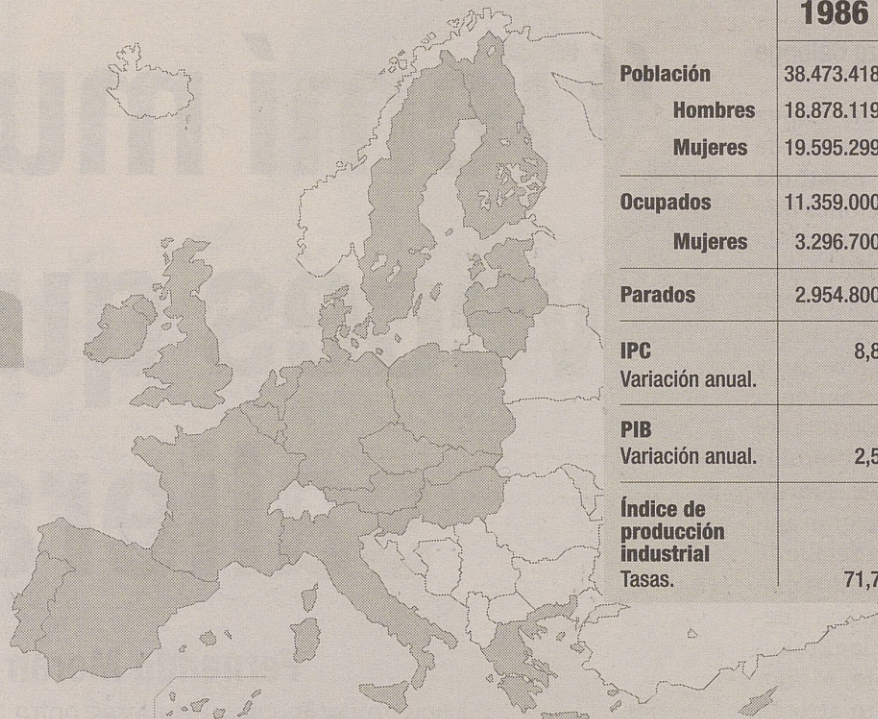 1986
Población 38.473.418
Hombres 18.878.119
Mujeres 19.595.299
Ocupados 11.359.000
Mujeres 3.296.700
Parados 2.954.800
IPC 8,8
Variación anual.
PIB
Variación anual. 2,5
Índice de
producción
industrial
Tasas. 71,7